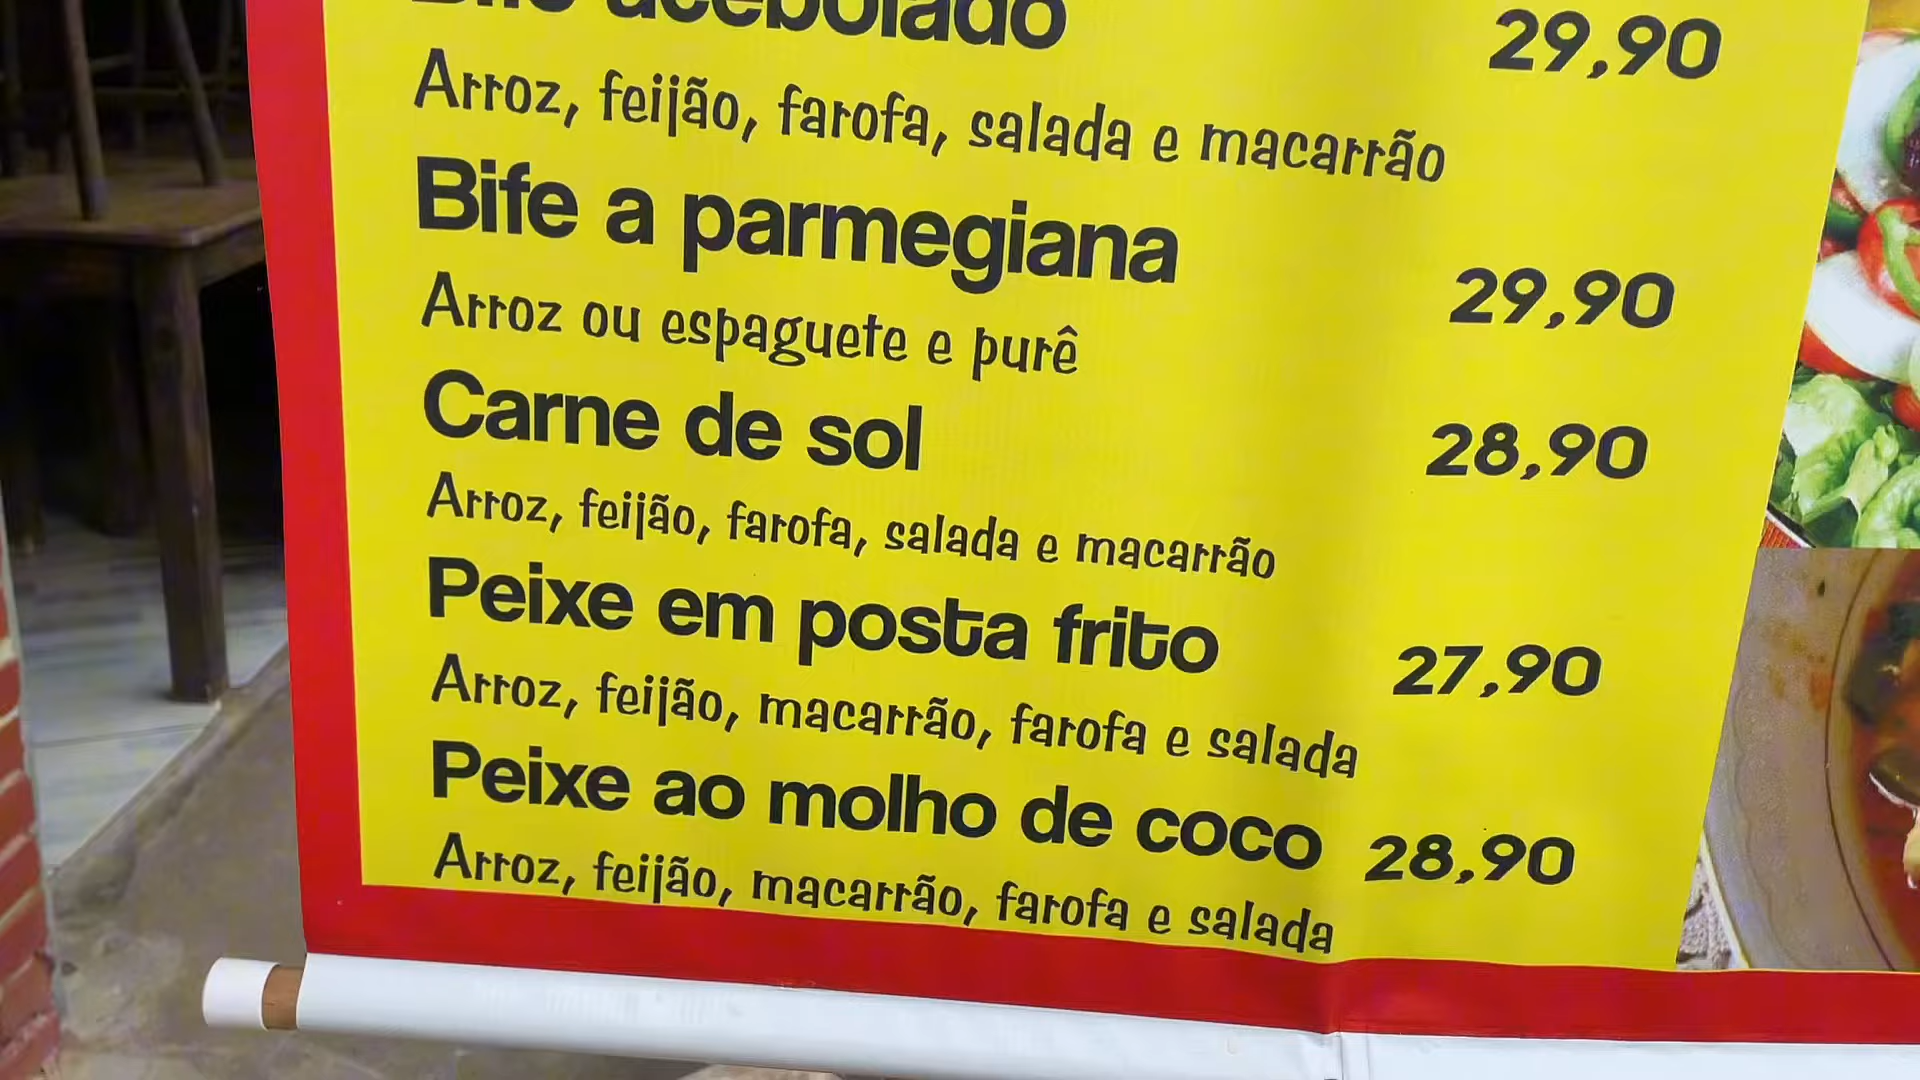 Bife acebolado 29,90
Arroz, feijão, farofa, salada e macarrão
Bife a parmegiana 29,90
Arroz ou espaguete e purê
Carne de sol 28,90
Arroz, feijão, farofa, salada e macarrão
Peixe em posta frito 27,90
Arroz, feijão, macarrão, farofa e salada
Peixe ao molho de coco 28,90
Arroz, feijão, macarrão, farofa e salada